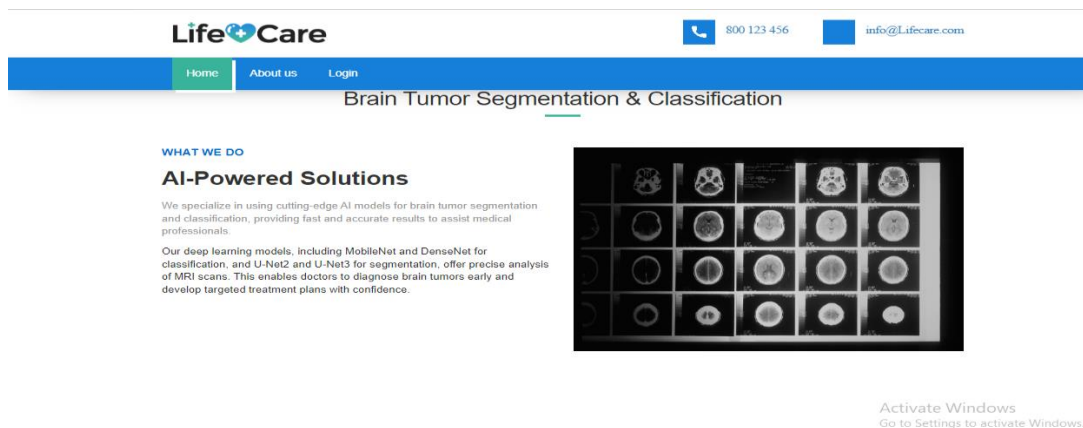 Life Care
800 123 456
info@Lifecare.com
Home About us Login
Brain Tumor Segmentation & Classification
WHAT WE DO
AI-Powered Solutions
We specialize in using cutting-edge AI models for brain tumor segmentation
and classification, providing fast and accurate results to assist medical
professionals.
Our deep learning models, including MobileNet and DenseNet for
classification, and U-Net2 and U-Net3 for segmentation, offer precise analysis
of MRI scans. This enables doctors to diagnose brain tumors early and
develop targeted treatment plans with confidence.
Activate Windows
Go to Settings to activate Windows